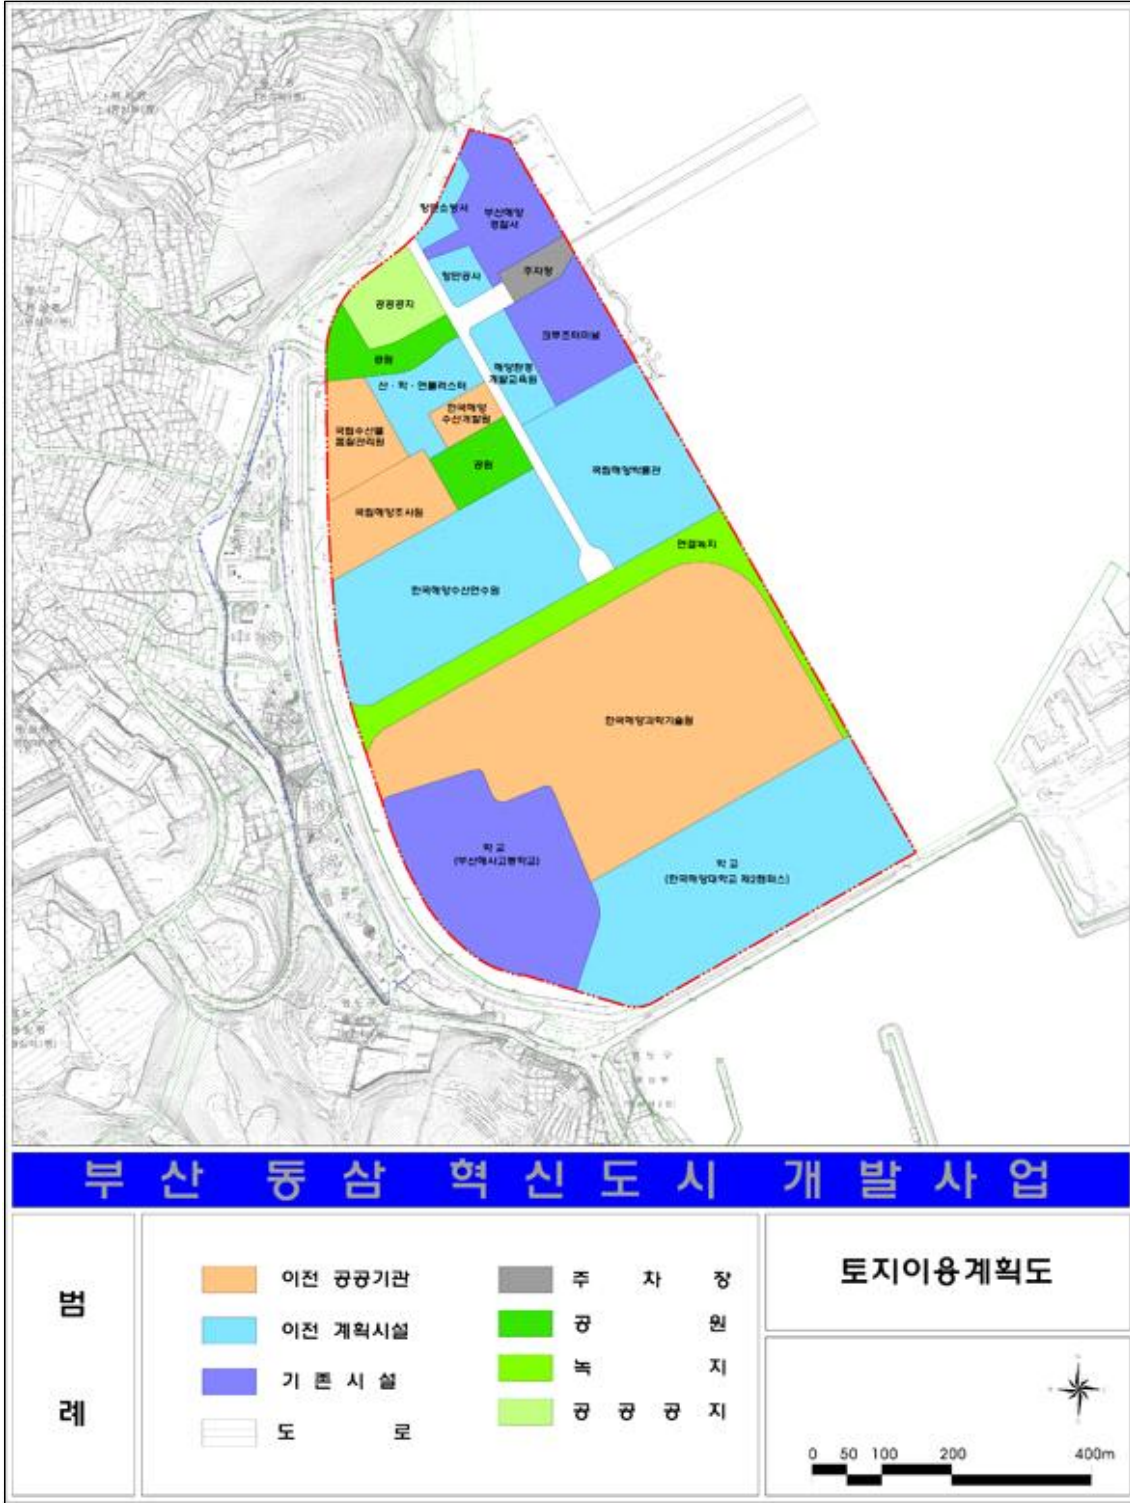 항만소방서
부산해양
경찰서
항만공사
주차장
공공공지
크루즈터미널
공원
해양환경
개발교육원
산·학·연클러스터
한국해양
수산개발원
국립수산물
품질관리원
공원
국립해양박물관
국립해양조사원
연결녹지
한국해양수산연수원
한국해양과학기술원
학교
(부산해사고등학교)
학교
(한국해양대학교 제2캠퍼스)
부산 동삼 혁신도시 개발사업
범례
이전 공공기관
이전 계획시설
기존시설
도로
주차장
공원
녹지
공공공지
토지이용계획도
0 50 100 200 400m